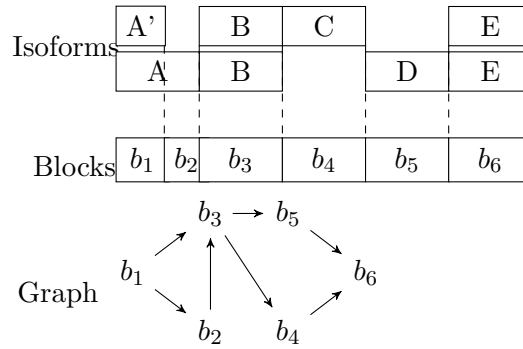 A' B C E
Isoforms
A B D E
Blocks b₁ b₂ b₃ b₄ b₅ b₆
b₃ b₅
b₁ b₆
Graph
b₂ b₄